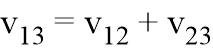 v₁₃ = v₁₂ + v₂₃